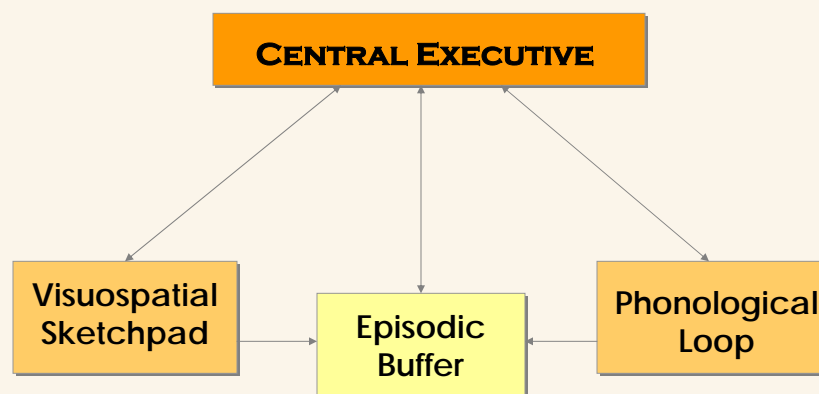 CENTRAL EXECUTIVE
Visuospatial
Sketchpad
Episodic
Buffer
Phonological
Loop